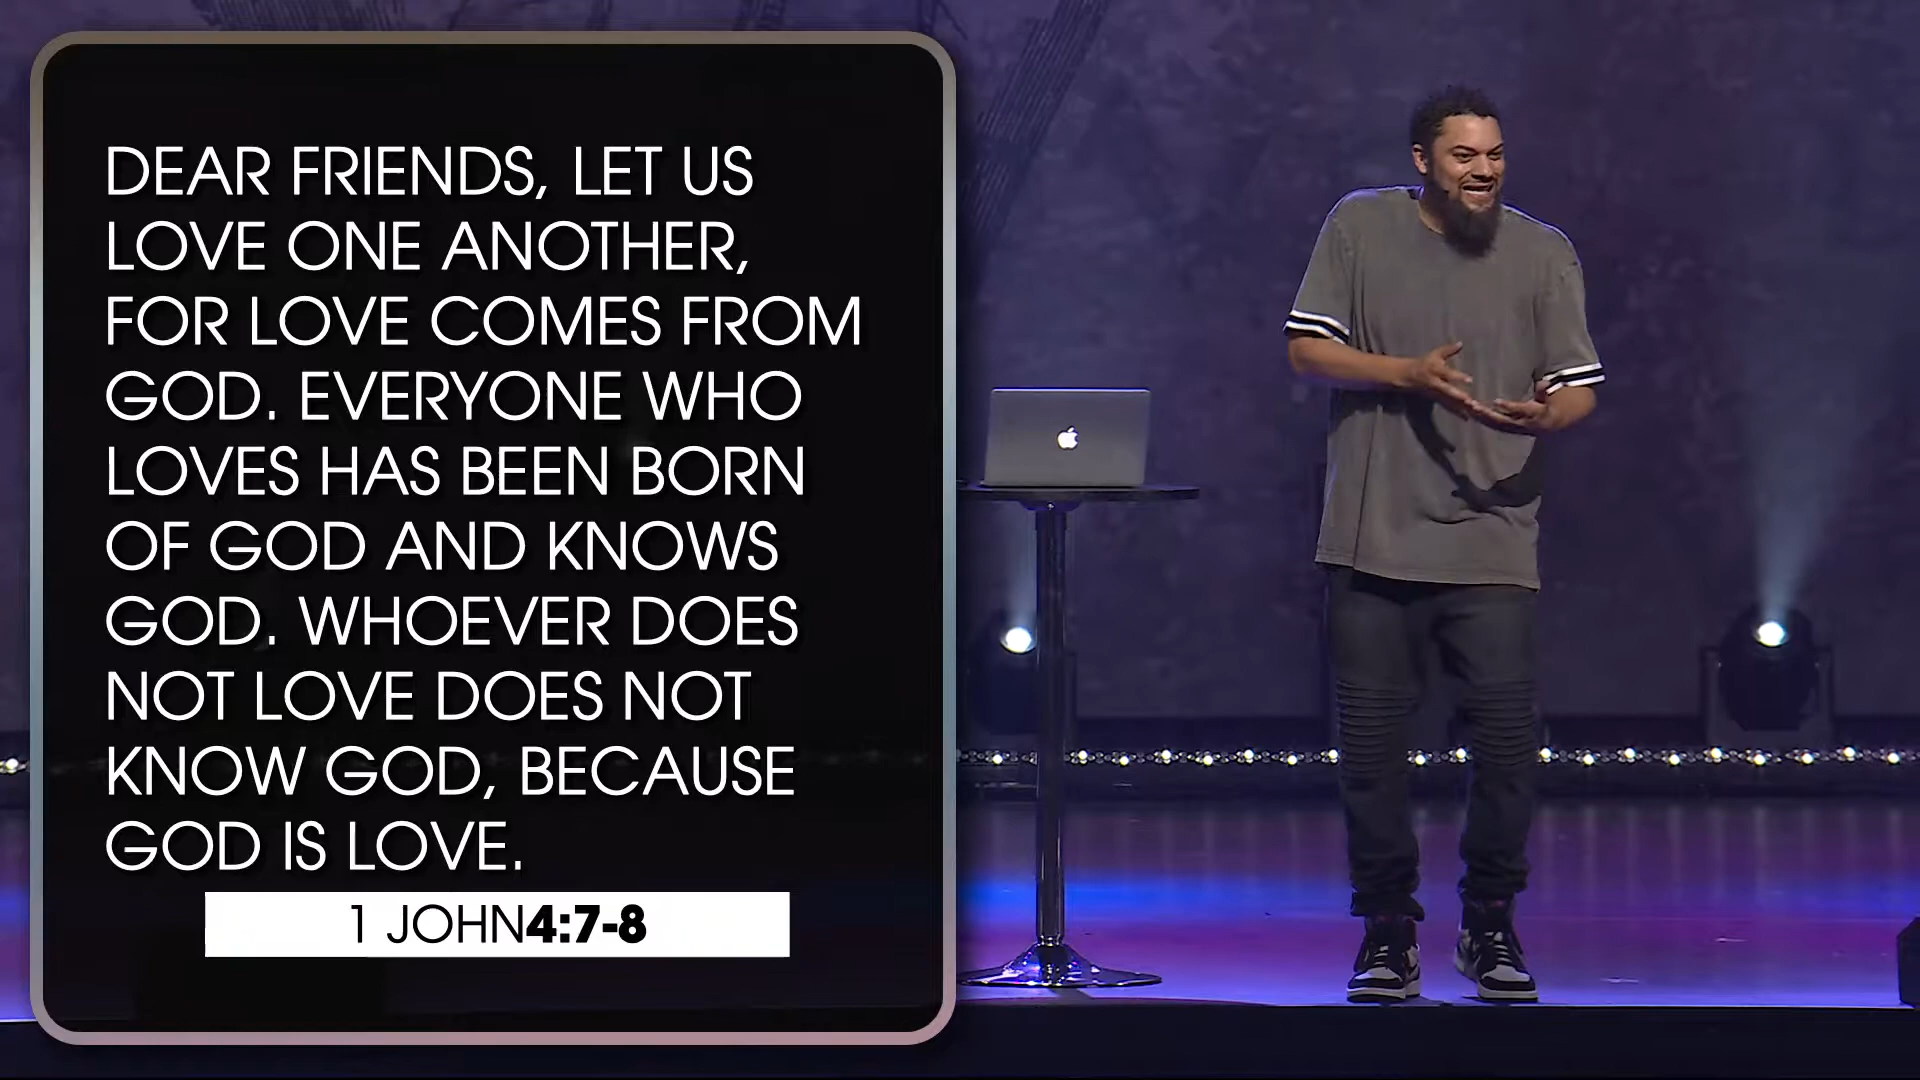 DEAR FRIENDS, LET US
LOVE ONE ANOTHER,
FOR LOVE COMES FROM
GOD. EVERYONE WHO
LOVES HAS BEEN BORN
OF GOD AND KNOWS
GOD. WHOEVER DOES
NOT LOVE DOES NOT
KNOW GOD, BECAUSE
GOD IS LOVE.
1 JOHN4:7-8